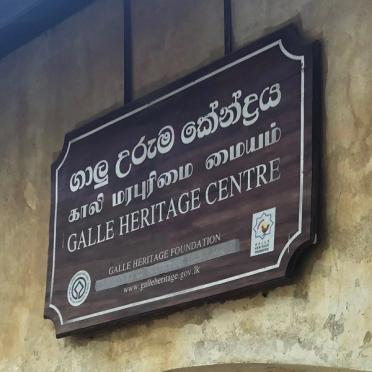 ගාලු උරුම කේන්ද්‍රය
காலி மரபுரிமை மையம்
GALLE HERITAGE CENTRE
GALLE HERITAGE FOUNDATION
www.galleheritage.gov.lk